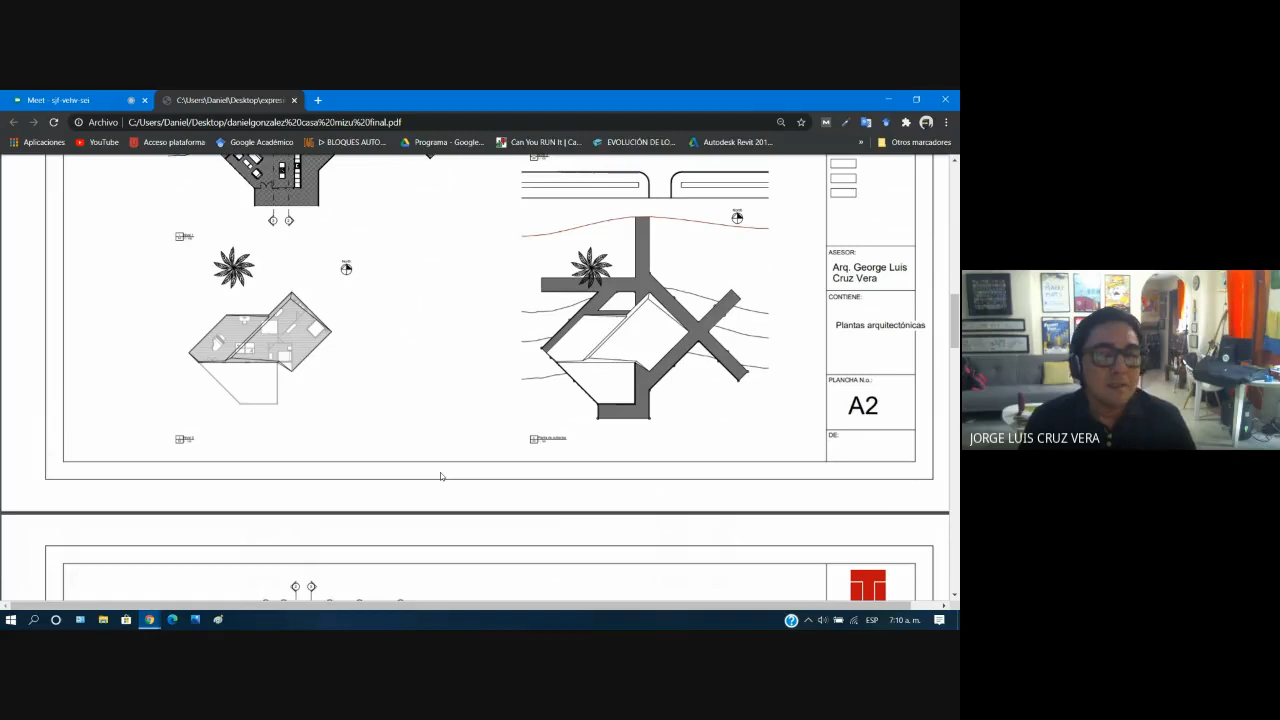 Meet - sjf-vehv-sei
C:\Users\Daniel\Desktop\expres
Archivo
C:/Users/Daniel/Desktop/danielgonzalez%20casa%20mizu%20final.pdf
Aplicaciones
YouTube
Acceso plataforma
Google Académico
▷ BLOQUES AUTO...
Programa - Google...
Can You RUN It | Ca...
EVOLUCIÓN DE LO...
Autodesk Revit 201...
»
Otros marcadores
ASESOR:
Arq. George Luis
Cruz Vera
CONTIENE:
Plantas arquitectónicas
PLANCHA N.o.:
A2
DE:
JORGE LUIS CRUZ VERA
ESP
7:10 a. m.